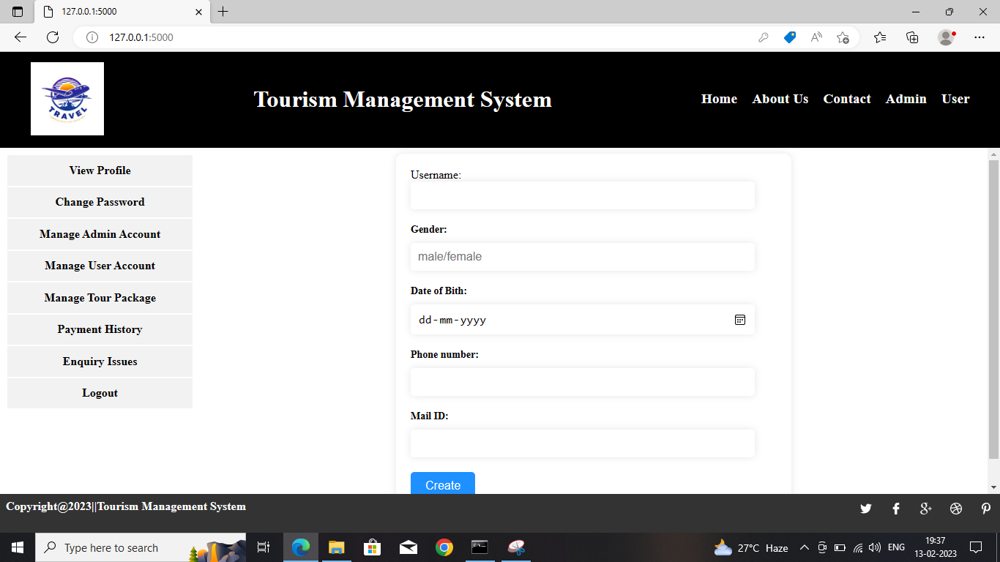 127.0.0.1:5000
127.0.0.1:5000
TRAVEL
Tourism Management System
Home About Us Contact Admin User
View Profile
Change Password
Manage Admin Account
Manage User Account
Manage Tour Package
Payment History
Enquiry Issues
Logout
Username:
Gender:
male/female
Date of Bith:
dd-mm-yyyy
Phone number:
Mail ID:
Create
Copyright@2023||Tourism Management System
Type here to search
27°C Haze
ENG
19:37
13-02-2023